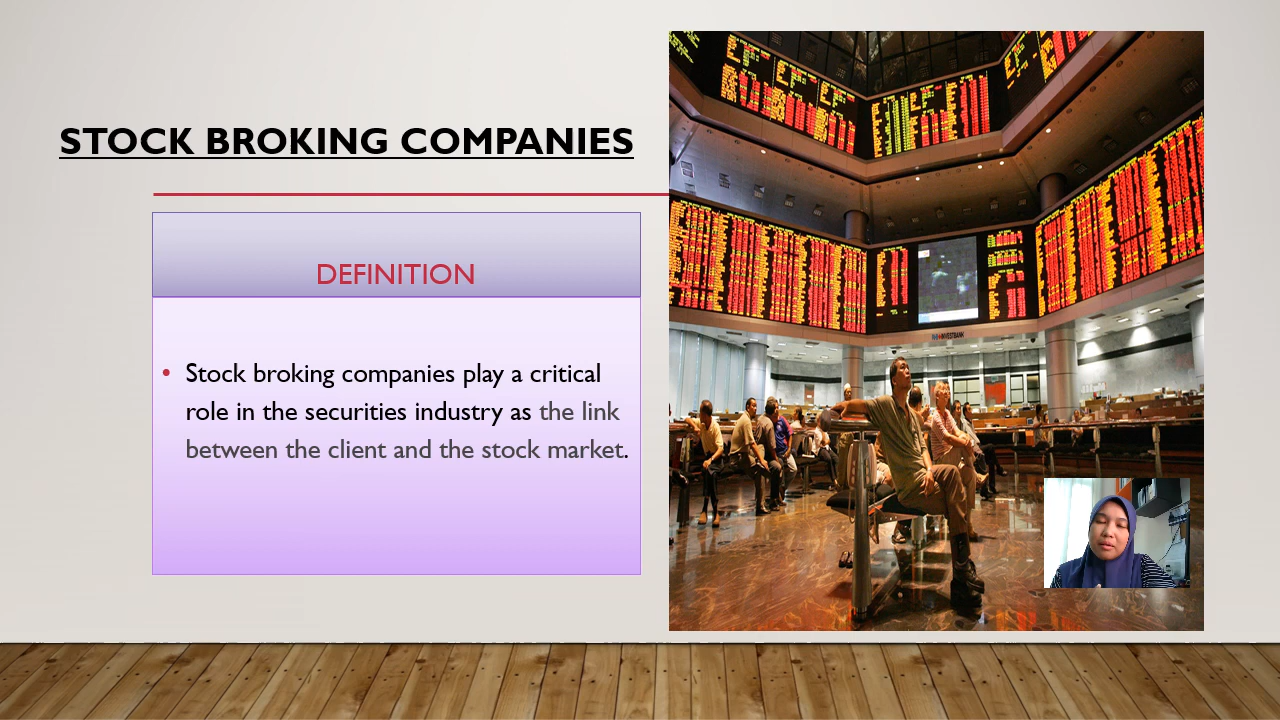 STOCK BROKING COMPANIES
DEFINITION
• Stock broking companies play a critical
role in the securities industry as the link
between the client and the stock market.